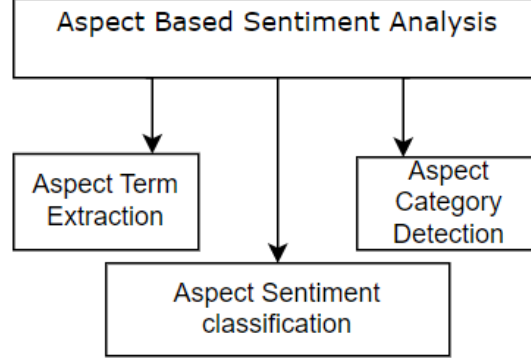 Aspect Based Sentiment Analysis
Aspect Term
Extraction
Aspect
Category
Detection
Aspect Sentiment
classification